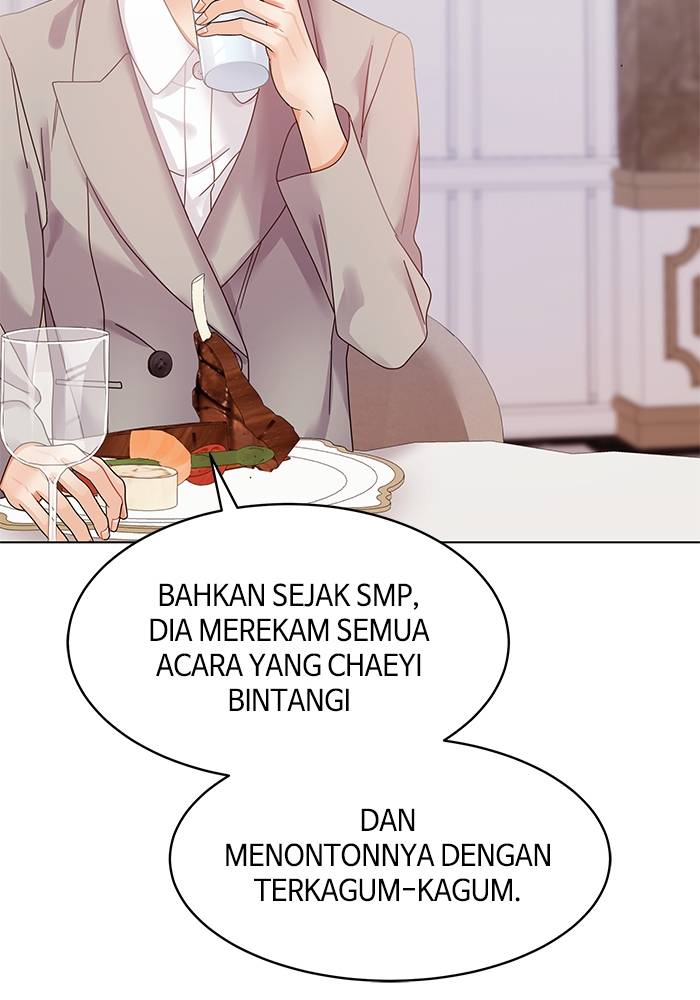 BAHKAN SEJAK SMP,
DIA MEREKAM SEMUA
ACARA YANG CHAEYI
BINTANGI
DAN
MENONTONNYA DENGAN
TERKAGUM-KAGUM.